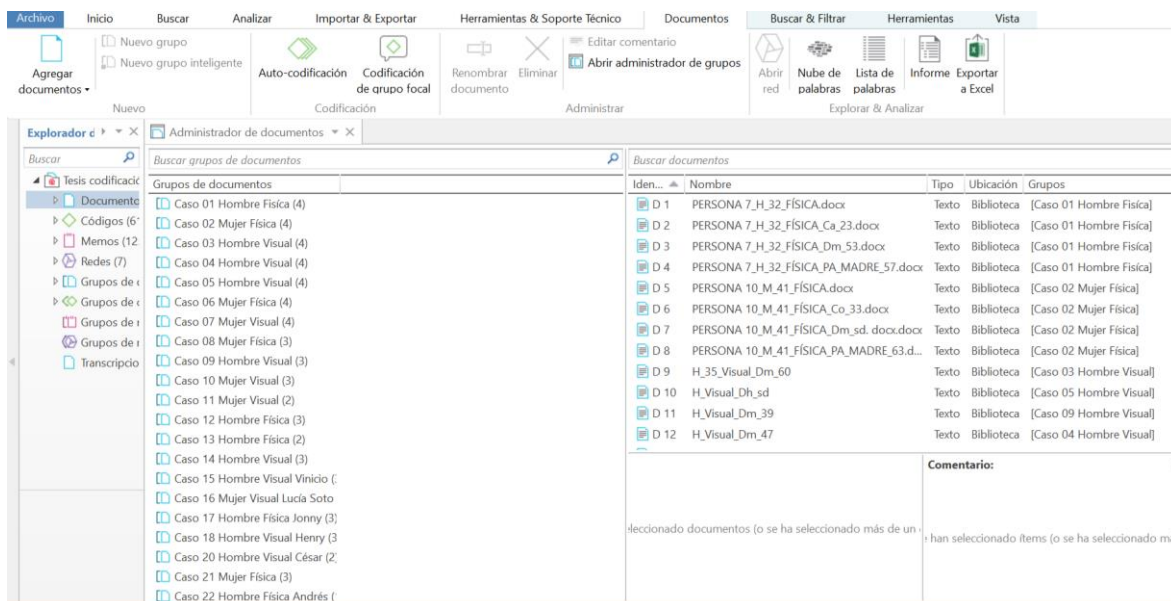 Archivo Inicio Buscar Analizar Importar & Exportar Herramientas & Soporte Técnico Documentos Buscar & Filtrar Herramientas Vista
Agregar documentos
Nuevo grupo
Nuevo grupo inteligente
Nuevo
Auto-codificación
Codificación de grupo focal
Codificación
Renombrar documento
Eliminar
Editar comentario
Abrir administrador de grupos
Administrar
Abrir red
Nube de palabras
Lista de palabras
Informe
Exportar a Excel
Explorar & Analizar
Explorador d
Buscar
Tesis codificació
Documento
Códigos (6
Memos (12
Redes (7)
Grupos de
Grupos de
Grupos de
Grupos de
Transcripcio
Administrador de documentos
Buscar grupos de documentos
Grupos de documentos
Caso 01 Hombre Fisíca (4)
Caso 02 Mujer Física (4)
Caso 03 Hombre Visual (4)
Caso 04 Hombre Visual (4)
Caso 05 Hombre Visual (4)
Caso 06 Mujer Física (4)
Caso 07 Mujer Visual (4)
Caso 08 Mujer Física (3)
Caso 09 Hombre Visual (3)
Caso 10 Mujer Visual (3)
Caso 11 Mujer Visual (2)
Caso 12 Hombre Física (3)
Caso 13 Hombre Física (2)
Caso 14 Hombre Visual (3)
Caso 15 Hombre Visual Vinicio (
Caso 16 Mujer Visual Lucía Soto
Caso 17 Hombre Física Jonny (3)
Caso 18 Hombre Visual Henry (3
Caso 20 Hombre Visual César (2
Caso 21 Mujer Física (3)
Caso 22 Hombre Física Andrés (
Buscar documentos
Iden... Nombre Tipo Ubicación Grupos
D 1 PERSONA 7_H_32_FÍSICA.docx Texto Biblioteca [Caso 01 Hombre Fisíca]
D 2 PERSONA 7_H_32_FÍSICA_Ca_23.docx Texto Biblioteca [Caso 01 Hombre Fisíca]
D 3 PERSONA 7_H_32_FÍSICA_Dm_53.docx Texto Biblioteca [Caso 01 Hombre Fisíca]
D 4 PERSONA 7_H_32_FÍSICA_PA_MADRE_57.docx Texto Biblioteca [Caso 01 Hombre Fisíca]
D 5 PERSONA 10_M_41_FÍSICA.docx Texto Biblioteca [Caso 02 Mujer Física]
D 6 PERSONA 10_M_41_FÍSICA_Co_33.docx Texto Biblioteca [Caso 02 Mujer Física]
D 7 PERSONA 10_M_41_FÍSICA_Dm_sd. docx.docx Texto Biblioteca [Caso 02 Mujer Física]
D 8 PERSONA 10_M_41_FÍSICA_PA_MADRE_63.d... Texto Biblioteca [Caso 02 Mujer Física]
D 9 H_35_Visual_Dm_60 Texto Biblioteca [Caso 03 Hombre Visual]
D 10 H_Visual_Dh_sd Texto Biblioteca [Caso 05 Hombre Visual]
D 11 H_Visual_Dm_39 Texto Biblioteca [Caso 09 Hombre Visual]
D 12 H_Visual_Dm_47 Texto Biblioteca [Caso 04 Hombre Visual]
Comentario:
eleccionado documentos (o se ha seleccionado más de un
han seleccionado ítems (o se ha seleccionado m